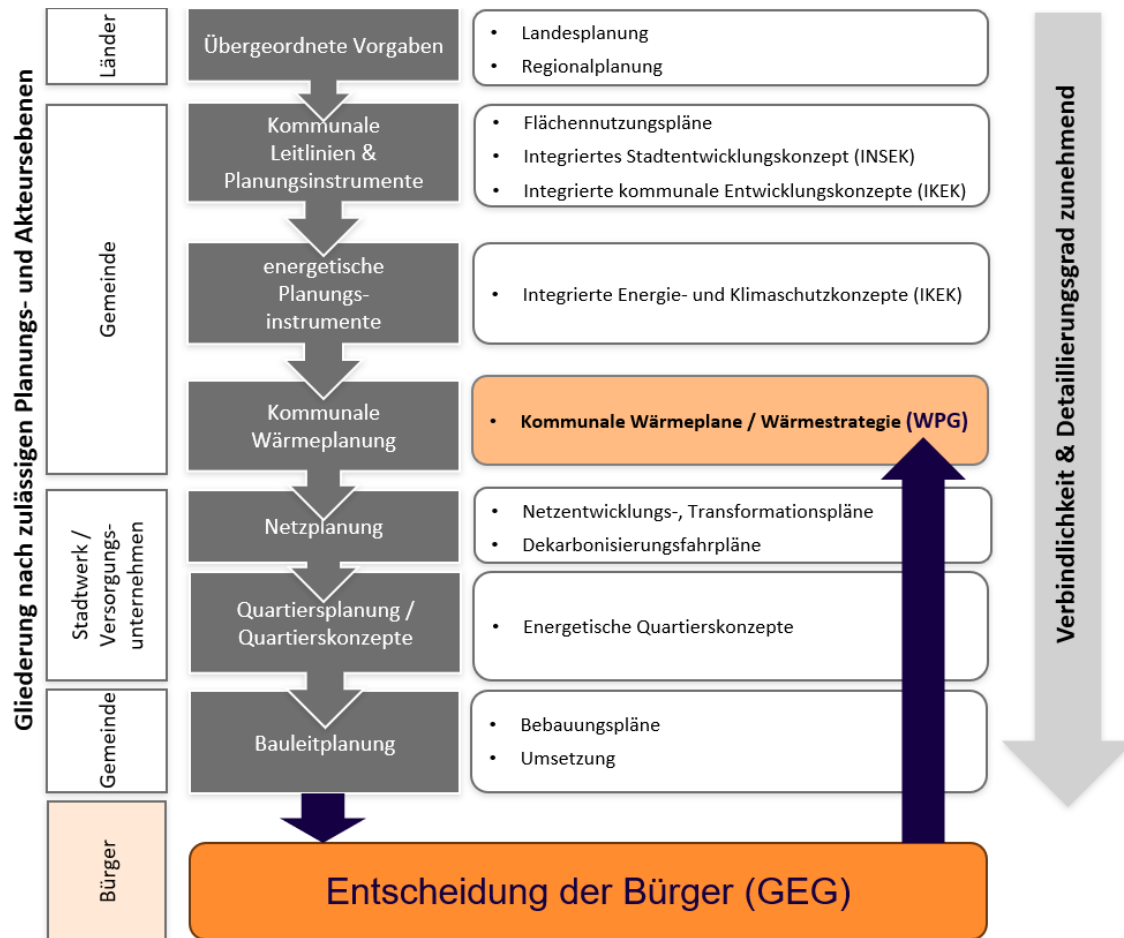 Gliederung nach zulässigen Planungs- und Akteursebenen
Länder
Übergeordnete Vorgaben
• Landesplanung
• Regionalplanung
Gemeinde
Kommunale
Leitlinien &
Planungsinstrumente
• Flächennutzungspläne
• Integriertes Stadtentwicklungskonzept (INSEK)
• Integrierte kommunale Entwicklungskonzepte (IKEK)
energetische
Planungs-
instrumente
• Integrierte Energie- und Klimaschutzkonzepte (IKEK)
Kommunale
Wärmeplanung
• Kommunale Wärmeplane / Wärmestrategie (WPG)
Stadtwerk /
Versorgungs-
unternehmen
Netzplanung
• Netzentwicklungs-, Transformationspläne
• Dekarbonisierungsfahrpläne
Quartiersplanung /
Quartierskonzepte
• Energetische Quartierskonzepte
Gemeinde
Bauleitplanung
• Bebauungspläne
• Umsetzung
Bürger
Entscheidung der Bürger (GEG)
Verbindlichkeit & Detaillierungsgrad zunehmend